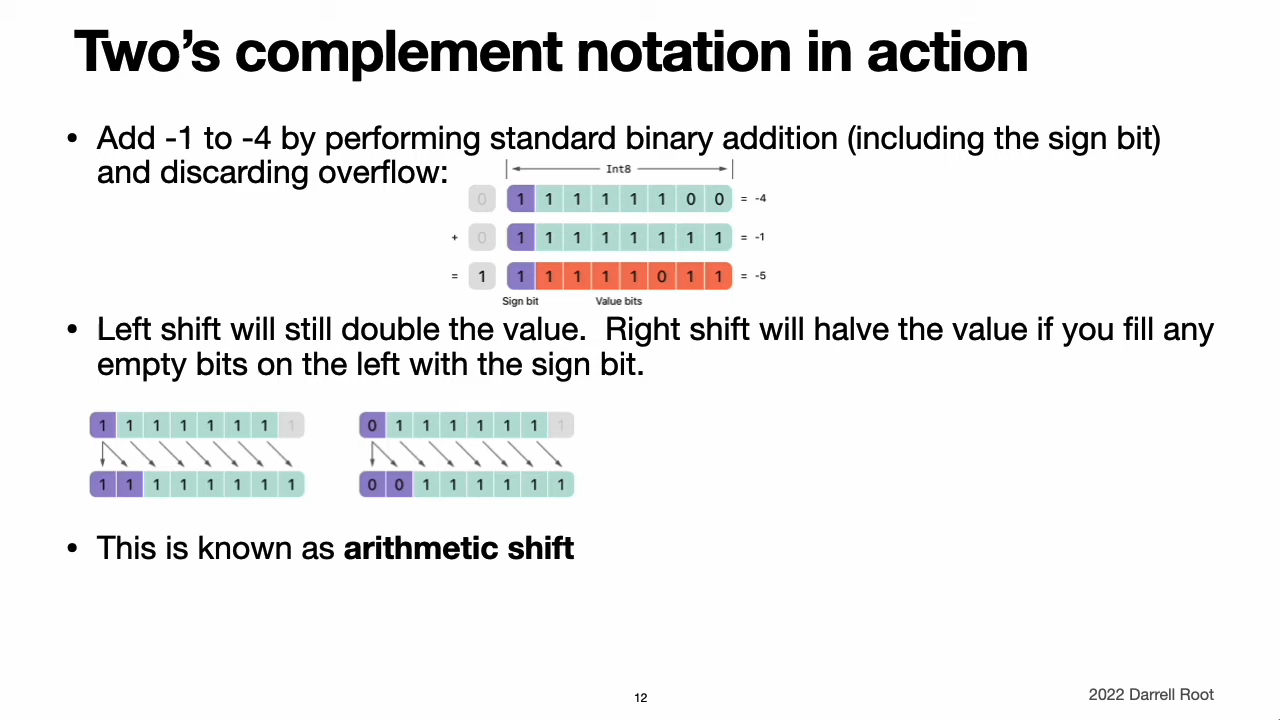 Two’s complement notation in action
• Add -1 to -4 by performing standard binary addition (including the sign bit)
and discarding overflow:
Int8
0 1 1 1 1 1 1 0 0 = -4
+ 0 1 1 1 1 1 1 1 1 = -1
= 1 1 1 1 1 1 0 1 1 = -5
Sign bit Value bits
• Left shift will still double the value. Right shift will halve the value if you fill any
empty bits on the left with the sign bit.
1 1 1 1 1 1 1 1 0 1 1 1 1 1 1 1
1 1 1 1 1 1 1 1 0 0 1 1 1 1 1 1
• This is known as arithmetic shift
12
2022 Darrell Root